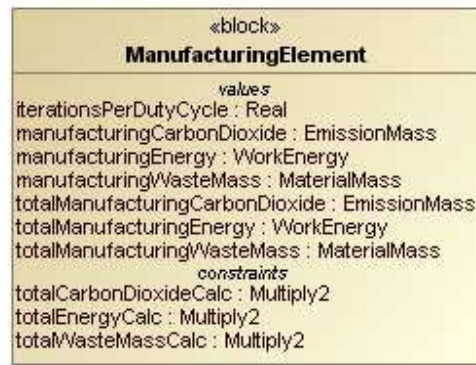 «block»
ManufacturingElement
values
iterationsPerDutyCycle : Real
manufacturingCarbonDioxide : EmissionMass
manufacturingEnergy : WorkEnergy
manufacturingWasteMass : MaterialMass
totalManufacturingCarbonDioxide : EmissionMass
totalManufacturingEnergy : WorkEnergy
totalManufacturingWasteMass : MaterialMass
constraints
totalCarbonDioxideCalc : Multiply2
totalEnergyCalc : Multiply2
totalWasteMassCalc : Multiply2